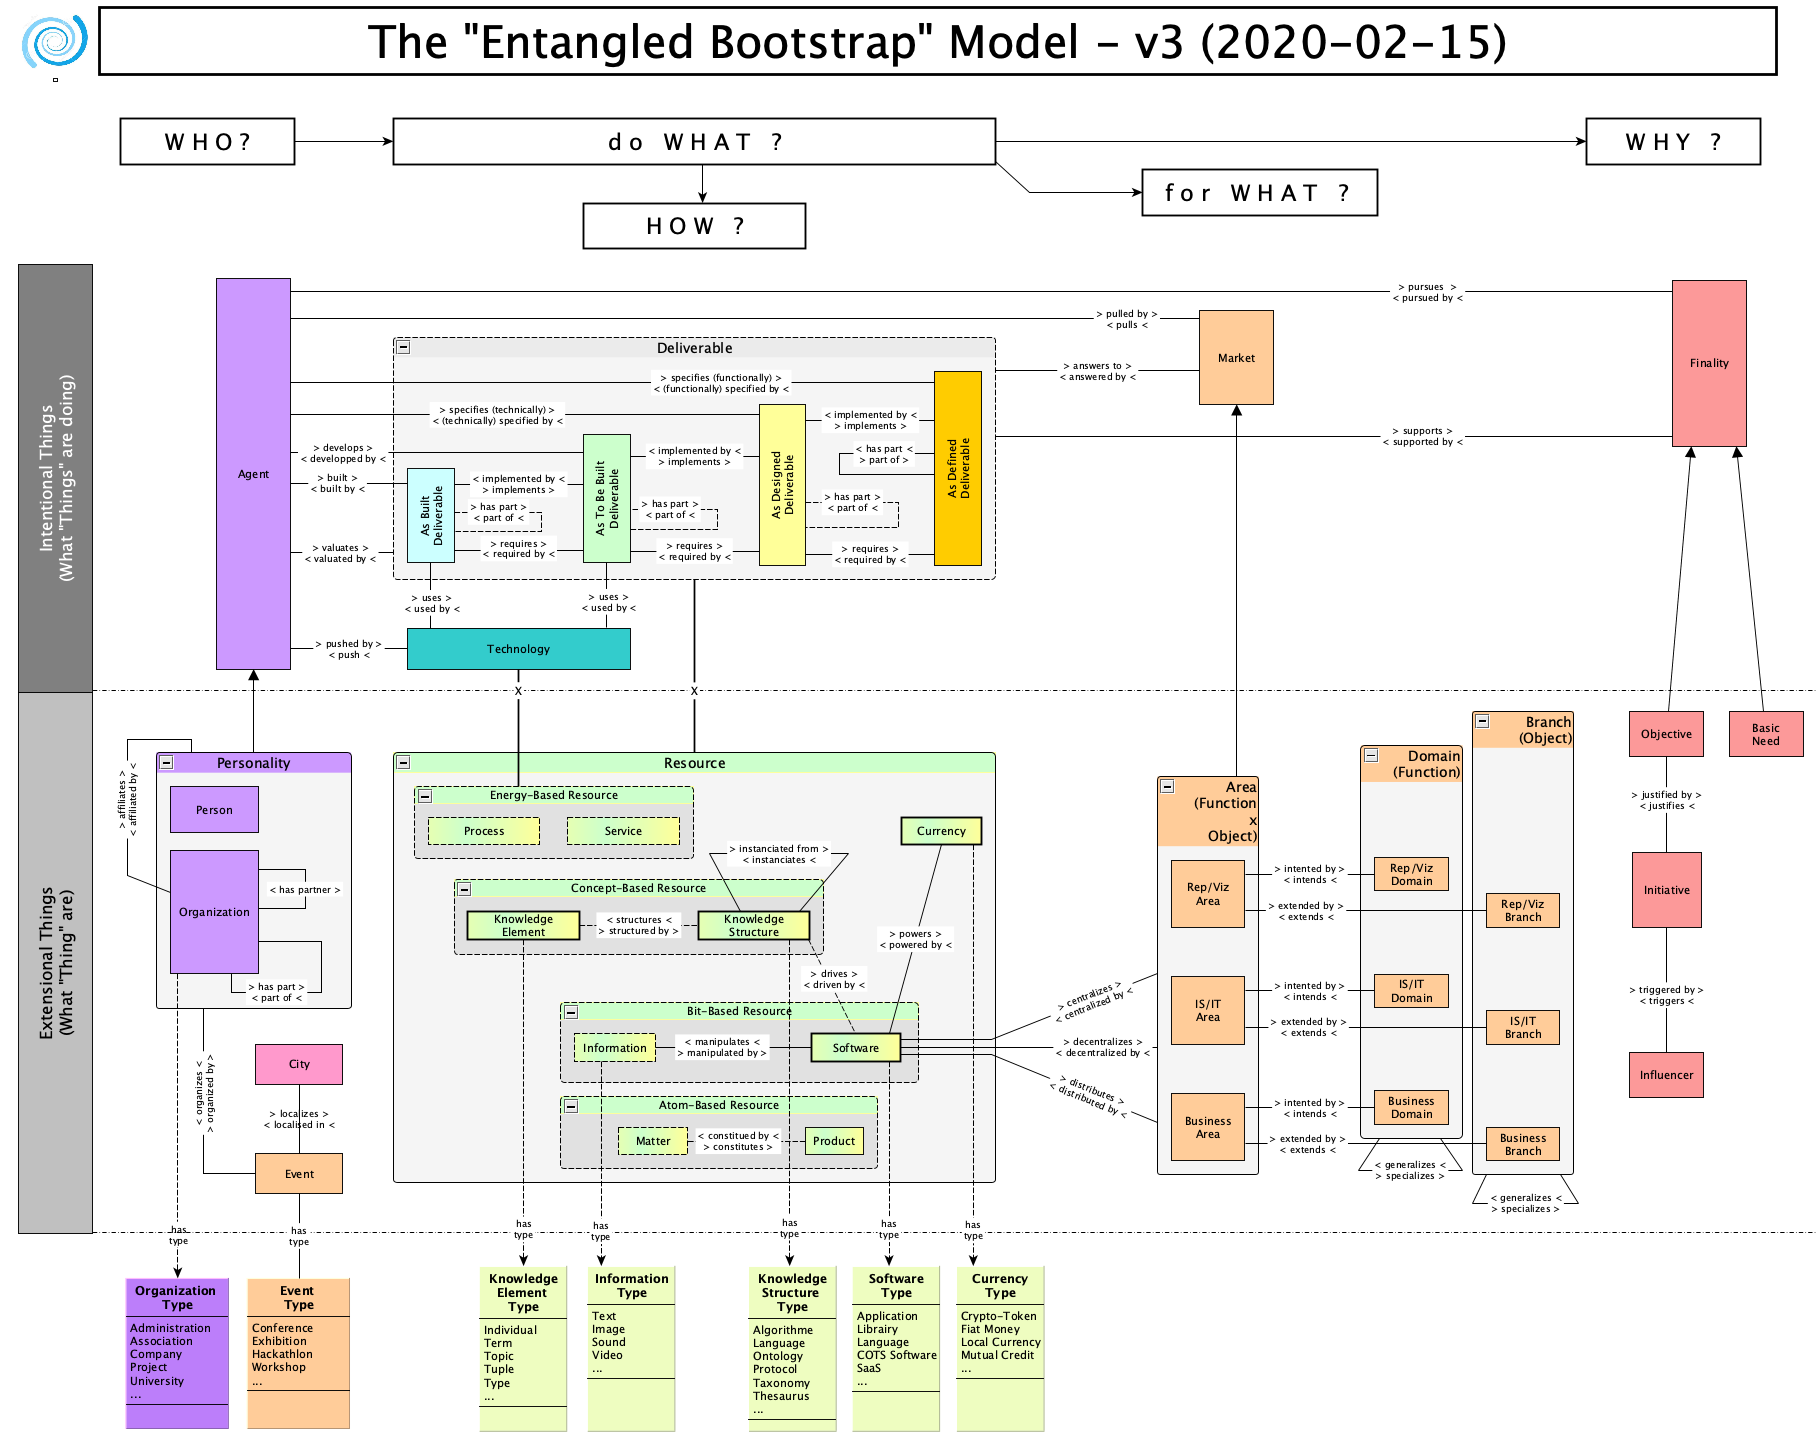 The "Entangled Bootstrap" Model - v3 (2020-02-15)
WHO?
do WHAT ?
WHY ?
for WHAT ?
HOW ?
Intentional Things
(What "Things" are doing)
Agent
> pursues >
< pursued by <
> pulled by >
< pulls <
Market
Finality
Deliverable
> answers to >
< answered by <
> specifies (functionally) >
< (functionally) specified by <
> specifies (technically) >
< (technically) specified by <
< implemented by <
> implements >
> supports >
< supported by <
> develops >
< developped by <
< implemented by <
> implements >
< has part <
> part of >
> built >
< built by <
< implemented by <
> implements >
As Built
Deliverable
As To Be Built
Deliverable
As Designed
Deliverable
As Defined
Deliverable
> has part >
< part of <
> has part >
< part of <
> has part >
< part of <
> valuates >
< valuated by <
> requires >
< required by <
> requires >
< required by <
> requires >
< required by <
> uses >
< used by <
> uses >
< used by <
> pushed by >
< push <
Technology
X
X
Extensional Things
(What "Thing" are)
Personality
Person
> affiliates >
< affiliated by <
Organization
< has partner >
> has part >
< part of <
City
< organizes <
> organized by >
> localizes >
< localised in <
Event
Resource
Energy-Based Resource
Process
Service
Currency
> instanciated from >
< instanciates <
Concept-Based Resource
Knowledge
Element
< structures <
> structured by >
Knowledge
Structure
> powers >
< powered by <
> drives >
< driven by <
Bit-Based Resource
Information
< manipulates <
> manipulated by >
Software
Atom-Based Resource
Matter
< constitued by <
> constitutes >
Product
> centralizes >
< centralized by <
> decentralizes >
< decentralized by <
> distributes >
< distributed by <
Area
(Function
x
Object)
Rep/Viz
Area
IS/IT
Area
Business
Area
> intented by >
< intends <
> extended by >
< extends <
> intented by >
< intends <
> extended by >
< extends <
> intented by >
< intends <
> extended by >
< extends <
Domain
(Function)
Rep/Viz
Domain
IS/IT
Domain
Business
Domain
< generalizes <
> specializes >
Branch
(Object)
Rep/Viz
Branch
IS/IT
Branch
Business
Branch
< generalizes <
> specializes >
Objective
Basic
Need
> justified by >
< justifies <
Initiative
> triggered by >
< triggers <
Influencer
has
type
has
type
has
type
has
type
has
type
has
type
has
type
Organization
Type
Administration
Association
Company
Project
University
...
Event
Type
Conference
Exhibition
Hackathlon
Workshop
...
Knowledge
Element
Type
Individual
Term
Topic
Tuple
Type
...
Information
Type
Text
Image
Sound
Video
...
Knowledge
Structure
Type
Algorithme
Language
Ontology
Protocol
Taxonomy
Thesaurus
...
Software
Type
Application
Librairy
Language
COTS Software
SaaS
...
Currency
Type
Crypto-Token
Fiat Money
Local Currency
Mutual Credit
...